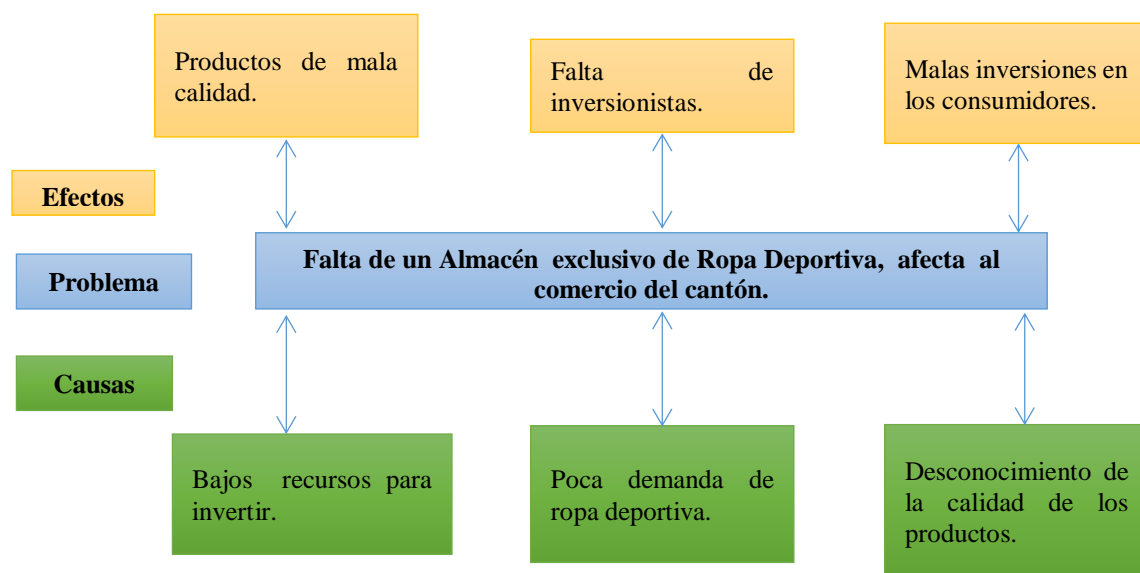 Productos de mala
calidad.
Falta de
inversionistas.
Malas inversiones en
los consumidores.
Efectos
Problema
Falta de un Almacén exclusivo de Ropa Deportiva, afecta al
comercio del cantón.
Causas
Bajos recursos para
invertir.
Poca demanda de
ropa deportiva.
Desconocimiento de
la calidad de los
productos.